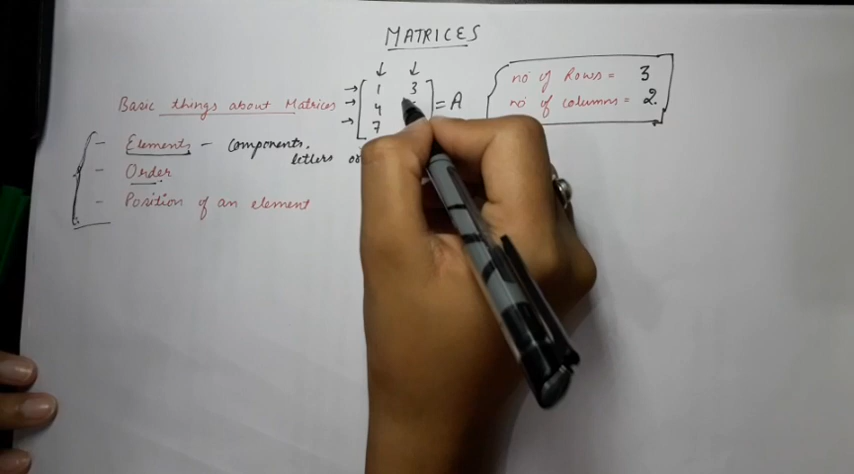 MATRICES
↓ ↓
→ 1 3
Basic things about Matrices → 4 = A
→ 7
no of Rows = 3
no of columns = 2.
- Elements - components.
letters or
- Order
- Position of an element